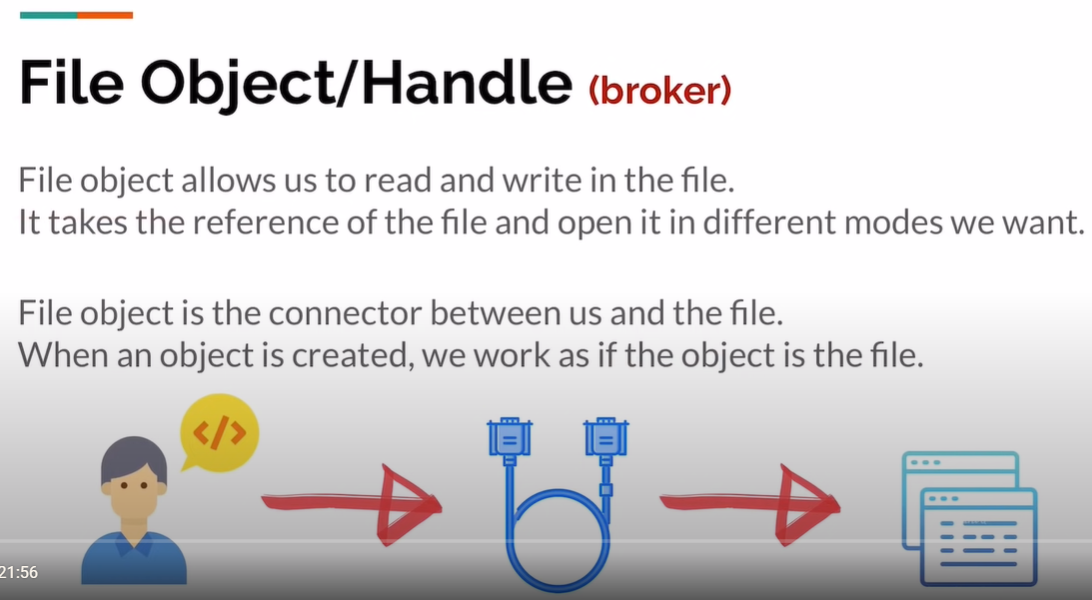 File Object/Handle (broker)
File object allows us to read and write in the file.
It takes the reference of the file and open it in different modes we want.
File object is the connector between us and the file.
When an object is created, we work as if the object is the file.
</>
21:56